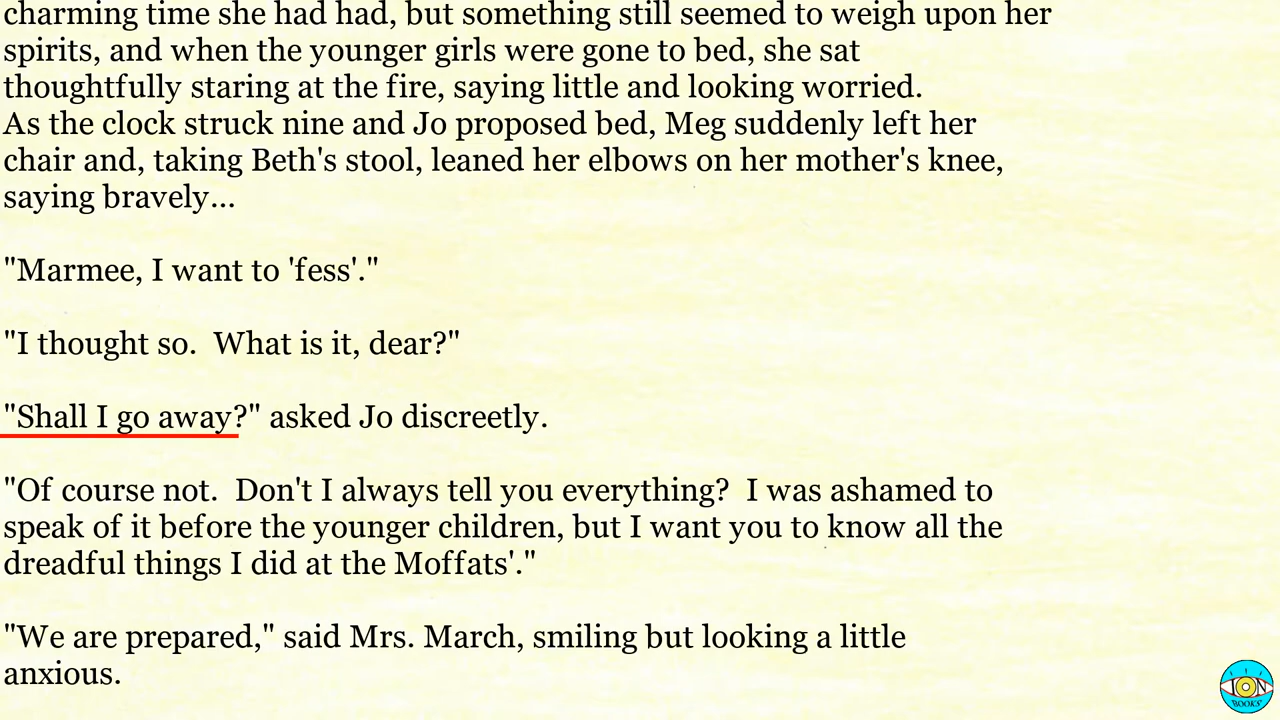 charming time she had had, but something still seemed to weigh upon her
spirits, and when the younger girls were gone to bed, she sat
thoughtfully staring at the fire, saying little and looking worried.
As the clock struck nine and Jo proposed bed, Meg suddenly left her
chair and, taking Beth's stool, leaned her elbows on her mother's knee,
saying bravely...
"Marmee, I want to 'fess'."
"I thought so.  What is it, dear?"
"Shall I go away?" asked Jo discreetly.
"Of course not.  Don't I always tell you everything?  I was ashamed to
speak of it before the younger children, but I want you to know all the
dreadful things I did at the Moffats'."
"We are prepared," said Mrs. March, smiling but looking a little
anxious.
ION
BOOKS